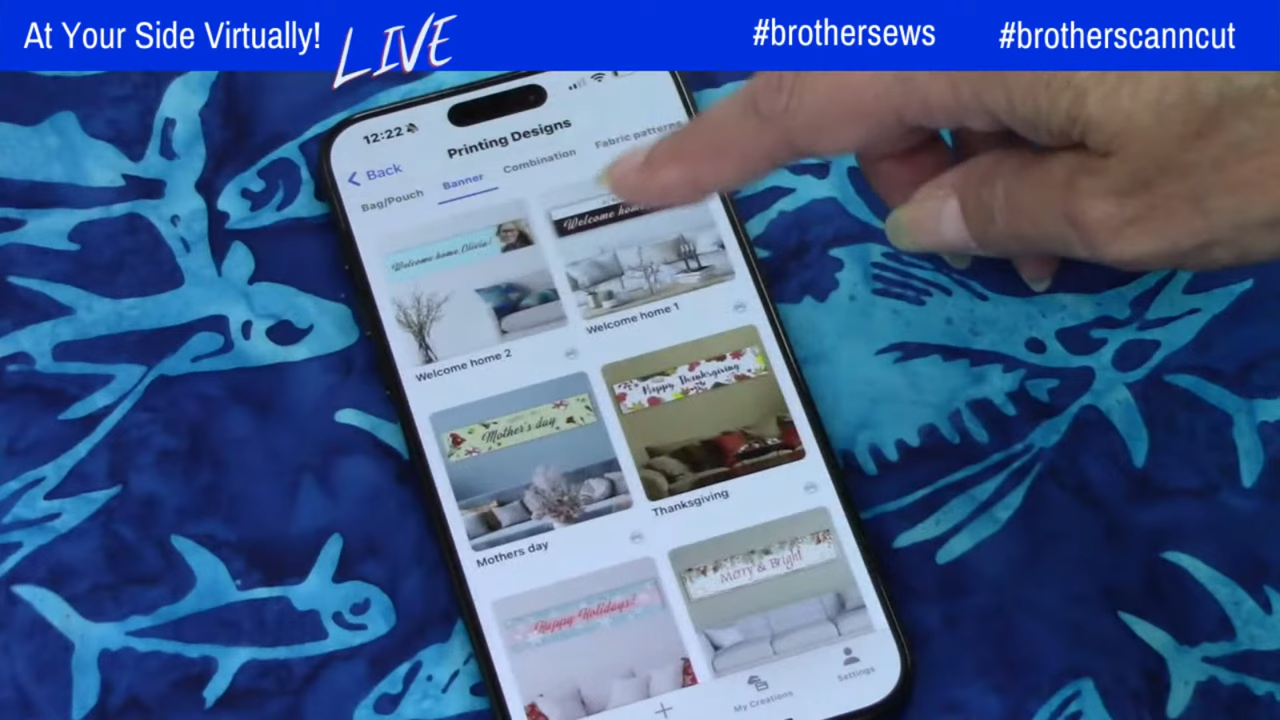 At Your Side Virtually!
LIVE
#brothersews
#brotherscanncut
12:22
Printing Designs
Back
Bag/Pouch
Banner
Combination
Fabric patterns
Welcome home Olivia!
Welcome home
Welcome home 2
Welcome home 1
Mother's day
Happy Thanksgiving
Mothers day
Thanksgiving
Happy Holidays!
Merry & Bright
My Creations
Settings